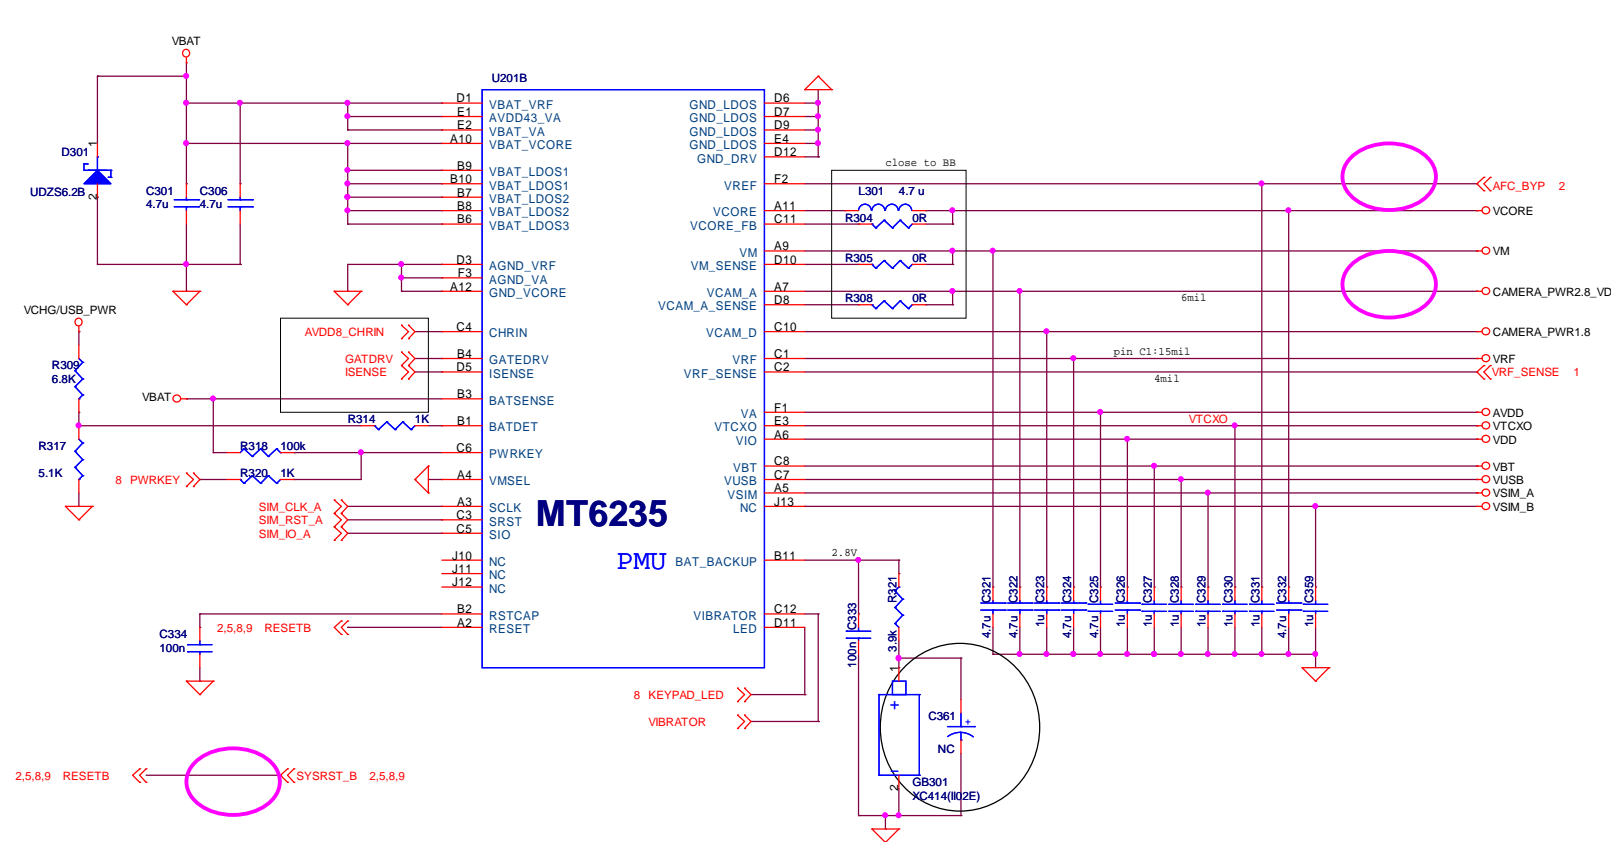 VBAT
U201B
D1 VBAT_VRF
E1 AVDD43_VA
E2 VBAT_VA
A10 VBAT_VCORE
B9 VBAT_LDOS1
B10 VBAT_LDOS1
B7 VBAT_LDOS2
B8 VBAT_LDOS2
B6 VBAT_LDOS3
D3 AGND_VRF
F3 AGND_VA
A12 GND_VCORE
C4 CHRIN
B4 GATEDRV
D5 ISENSE
B3 BATSENSE
B1 BATDET
C6 PWRKEY
A4 VMSEL
A3 SCLK
C3 SRST
C5 SIO
J10 NC
J11 NC
J12 NC
B2 RSTCAP
A2 RESET
D301
1
2
UDZS6.2B
C301
4.7u
C306
4.7u
VCHG/USB_PWR
R309
6.8K
R317
5.1K
AVDD8_CHRIN
GATDRV
ISENSE
VBAT
R314 1K
R318 100k
8 PWRKEY
R320 1K
SIM_CLK_A
SIM_RST_A
SIM_IO_A
C334
100n
2,5,8,9 RESETB
MT6235
PMU
GND_LDOS D6
GND_LDOS D7
GND_LDOS D9
GND_LDOS E4
GND_DRV D12
VREF F2
VCORE A11
VCORE_FB C11
VM A9
VM_SENSE D10
VCAM_A A7
VCAM_A_SENSE D8
VCAM_D C10
VRF C1
VRF_SENSE C2
VA F1
VTCXO E3
VIO A6
VBT C8
VUSB C7
VSIM A5
NC J13
BAT_BACKUP B11
VIBRATOR C12
LED D11
close to BB
L301 4.7 u
R304 0R
R305 0R
R308 0R
6mil
pin C1:15mil
4mil
VTCXO
AFC_BYP 2
VCORE
VM
CAMERA_PWR2.8_VD
CAMERA_PWR1.8
VRF
VRF_SENSE 1
AVDD
VTCXO
VDD
VBT
VUSB
VSIM_A
VSIM_B
2.8V
C333
100n
R321
3.9k
C321
4.7u
C322
4.7u
C323
1u
C324
4.7u
C325
4.7u
C326
1u
C327
1u
C328
1u
C329
1u
C330
1u
C331
1u
C332
4.7u
C359
1u
8 KEYPAD_LED
VIBRATOR
1
+
-
2
C361
+
NC
GB301
XC414(II02E)
2,5,8,9 RESETB
SYSRST_B 2,5,8,9